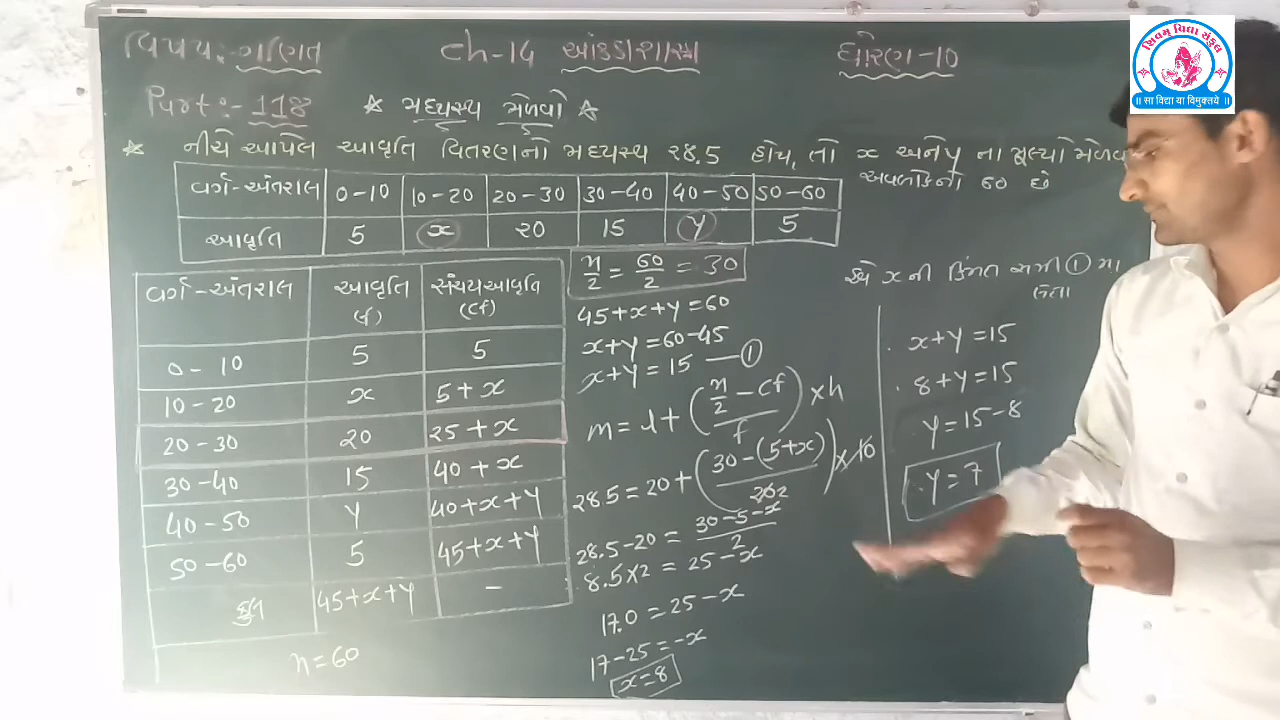 વિષય:- ગણિત ch-14 આંકડાશાસ્ત્ર ધોરણ-10
પાર્ટ:- 118 ★ મધ્યસ્થ મેળવો ★
★ નીચે આપેલ આવૃતિ વિતરણનો મધ્યસ્થ 28.5 હોય, તો x અને y ના મૂલ્યો મેળવ
અવલોકનો 60 છે
વર્ગ-અંતરાલ 0-10 10-20 20-30 30-40 40-50 50-60
આવૃતિ 5 x 20 15 y 5
વર્ગ-અંતરાલ આવૃતિ (f) સંચયઆવૃતિ (cf)
0-10 5 5
10-20 x 5+x
20-30 20 25+x
30-40 15 40+x
40-50 y 40+x+y
50-60 5 45+x+y
કુલ 45+x+y -
n=60
n/2 = 60/2 = 30
45+x+y=60
x+y=60-45
x+y=15 —①
m = l + ((n/2 - cf)/f) × h
28.5 = 20 + ((30-(5+x))/20 2) × 10
28.5-20 = (30-5-x)/2
8.5×2 = 25-x
17.0 = 25-x
17-25 = -x
x=8
x ની કિંમત સમી ① મા
x+y=15
8+y=15
y=15-8
y=7
શિવમ્ વિદ્યા સંકુલ
॥ सा विद्या या विमुक्तये ॥